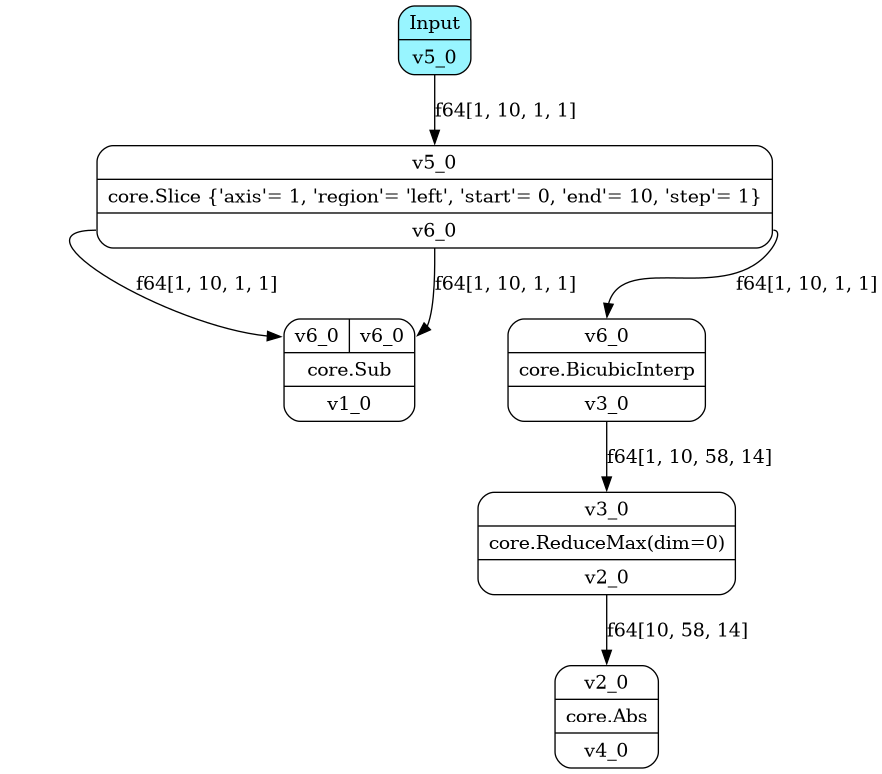 Input
v5_0
f64[1, 10, 1, 1]
v5_0
core.Slice {'axis'= 1, 'region'= 'left', 'start'= 0, 'end'= 10, 'step'= 1}
v6_0
f64[1, 10, 1, 1] f64[1, 10, 1, 1] f64[1, 10, 1, 1]
v6_0 v6_0 v6_0
core.Sub core.BicubicInterp
v1_0 v3_0
f64[1, 10, 58, 14]
v3_0
core.ReduceMax(dim=0)
v2_0
f64[10, 58, 14]
v2_0
core.Abs
v4_0